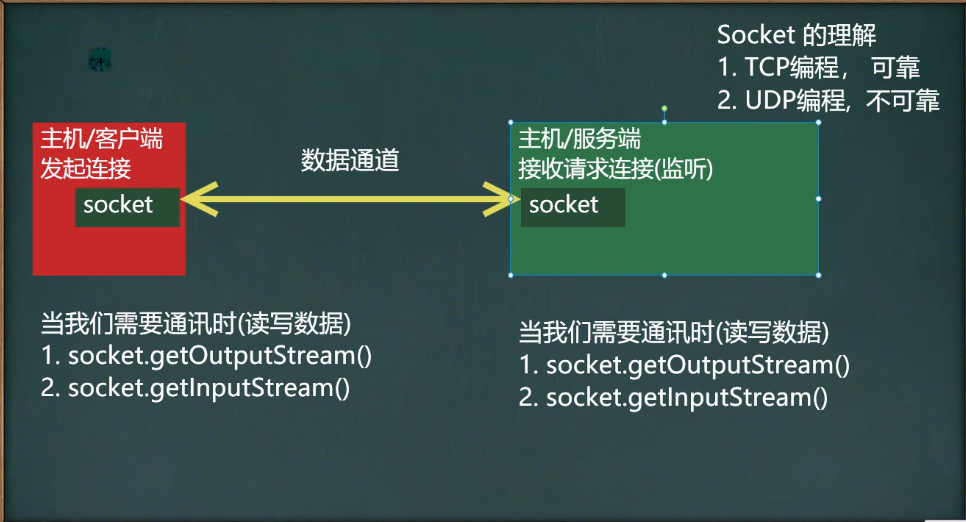 Socket 的理解
1. TCP编程， 可靠
2. UDP编程, 不可靠
主机/客户端
发起连接
socket
数据通道
主机/服务端
接收请求连接(监听)
socket
当我们需要通讯时(读写数据)
1. socket.getOutputStream()
2. socket.getInputStream()
当我们需要通讯时(读写数据)
1. socket.getOutputStream()
2. socket.getInputStream()